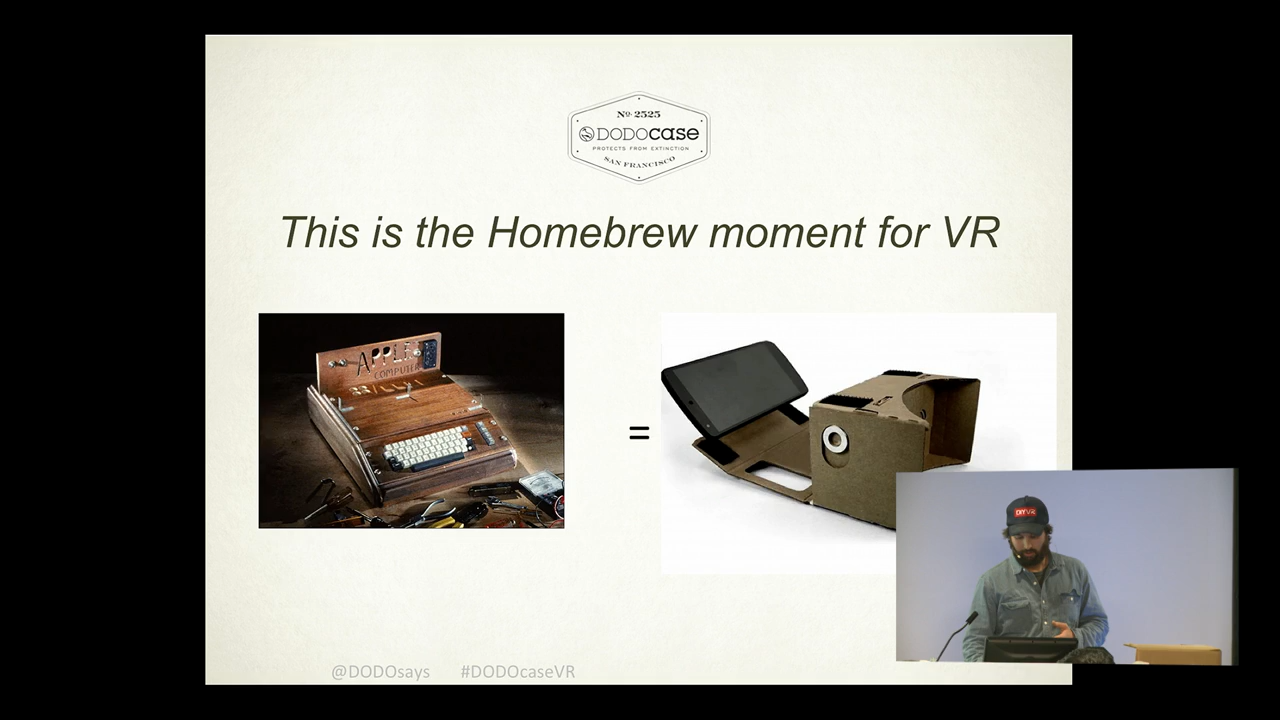 No. 2525
DODOcase
PROTECTS FROM EXTINCTION
SAN FRANCISCO
This is the Homebrew moment for VR
APPLE
COMPUTER
=
DIYVR
@DODOsays #DODOcaseVR